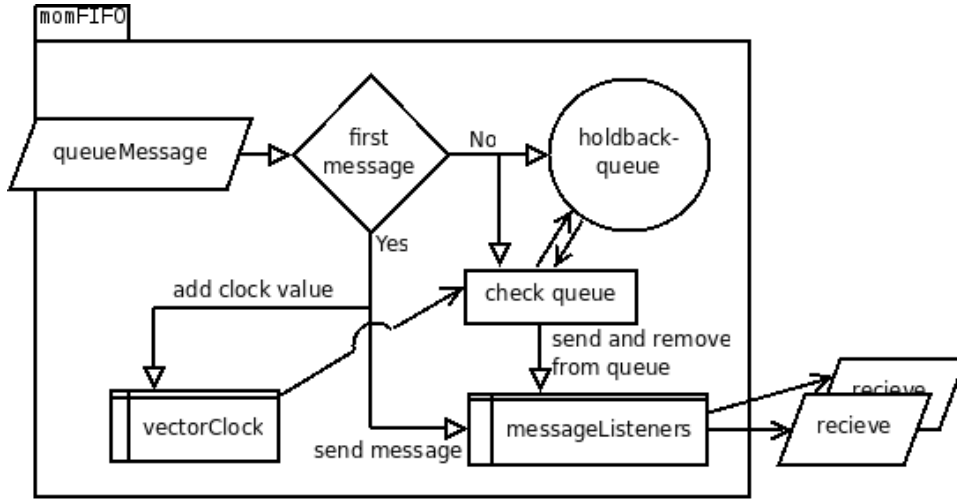 momFIFO
queueMessage
first
message
No
holdback-
queue
Yes
add clock value
check queue
send and remove
from queue
vectorClock
send message
messageListeners
recieve
recieve